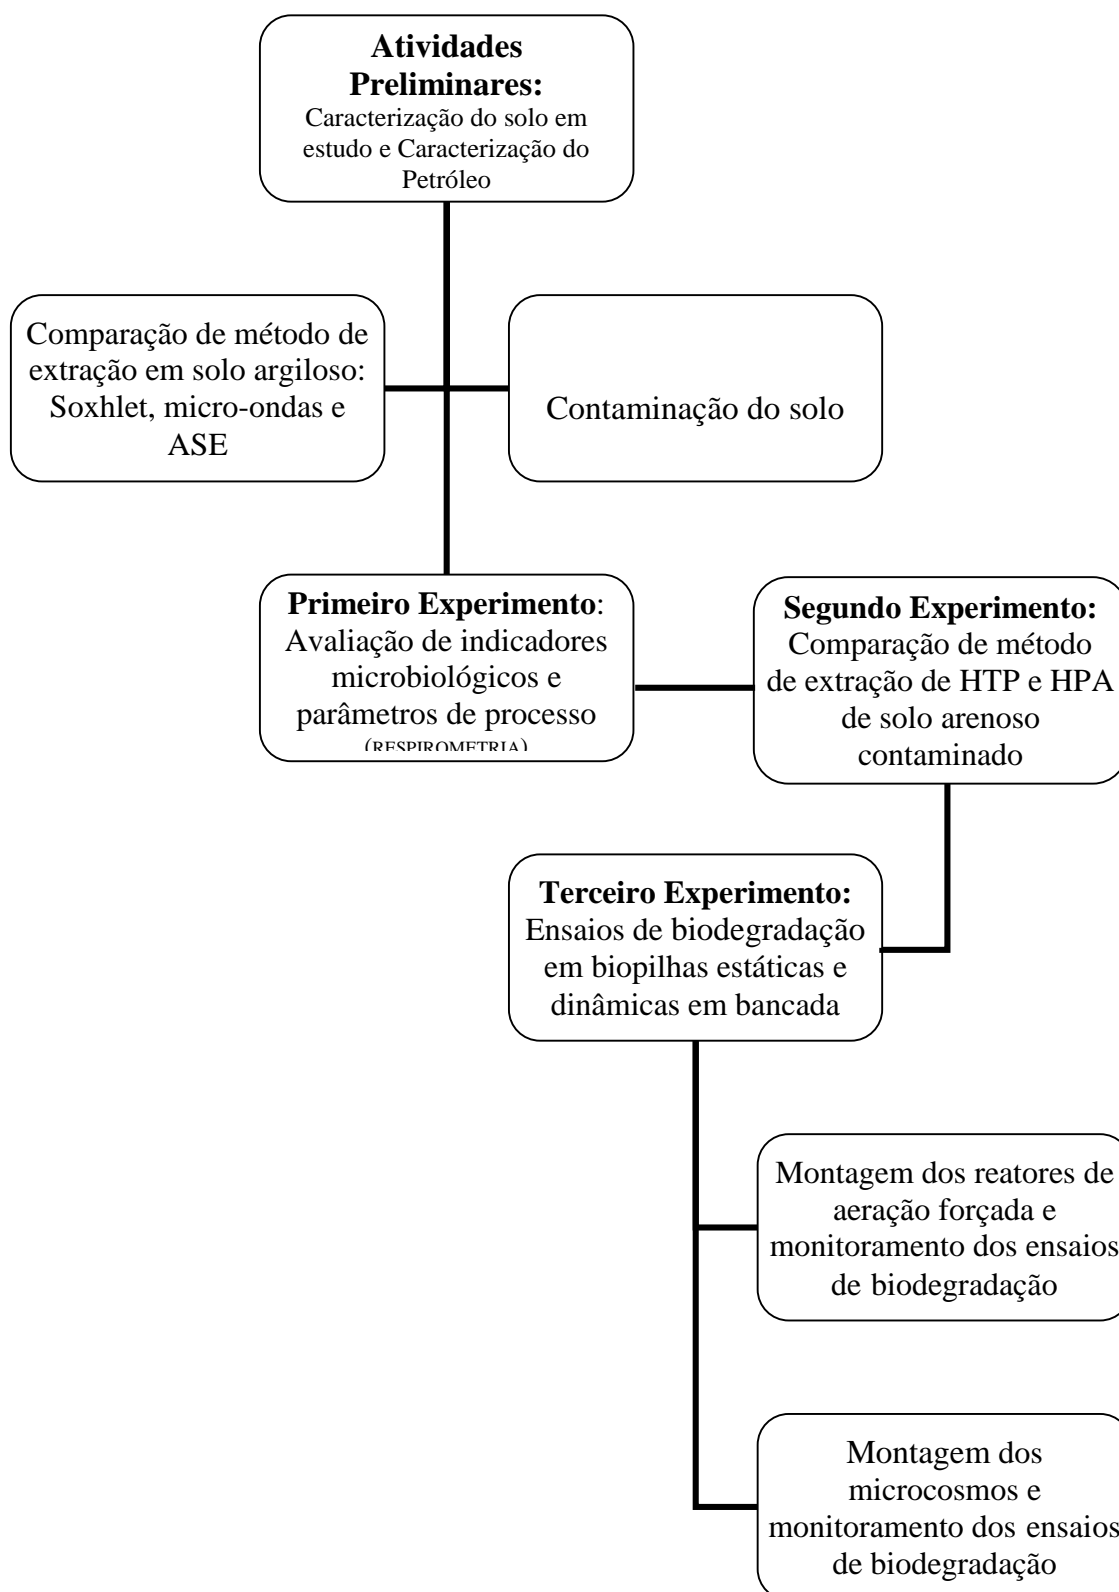 Atividades
Preliminares:
Caracterização do solo em
estudo e Caracterização do
Petróleo
Comparação de método de
extração em solo argiloso:
Soxhlet, micro-ondas e
ASE
Contaminação do solo
Primeiro Experimento:
Avaliação de indicadores
microbiológicos e
parâmetros de processo
(RESPIROMETRIA)
Segundo Experimento:
Comparação de método
de extração de HTP e HPA
de solo arenoso
contaminado
Terceiro Experimento:
Ensaios de biodegradação
em biopilhas estáticas e
dinâmicas em bancada
Montagem dos reatores de
aeração forçada e
monitoramento dos ensaios
de biodegradação
Montagem dos
microcosmos e
monitoramento dos ensaios
de biodegradação